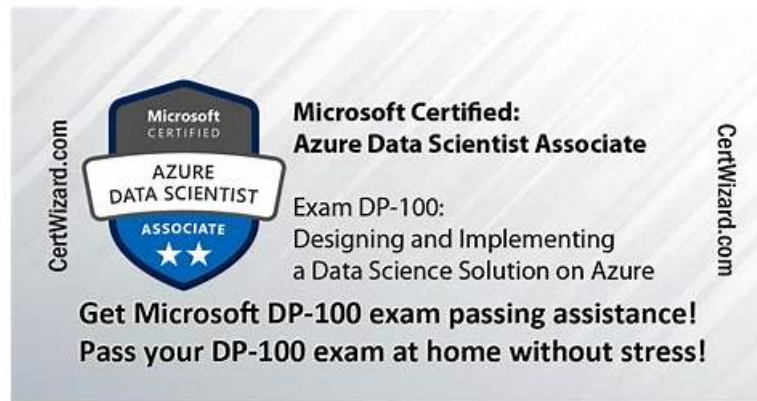 CertWizard.com
Microsoft
CERTIFIED
AZURE
DATA SCIENTIST
ASSOCIATE
Microsoft Certified:
Azure Data Scientist Associate
Exam DP-100:
Designing and Implementing
a Data Science Solution on Azure
CertWizard.com
Get Microsoft DP-100 exam passing assistance!
Pass your DP-100 exam at home without stress!